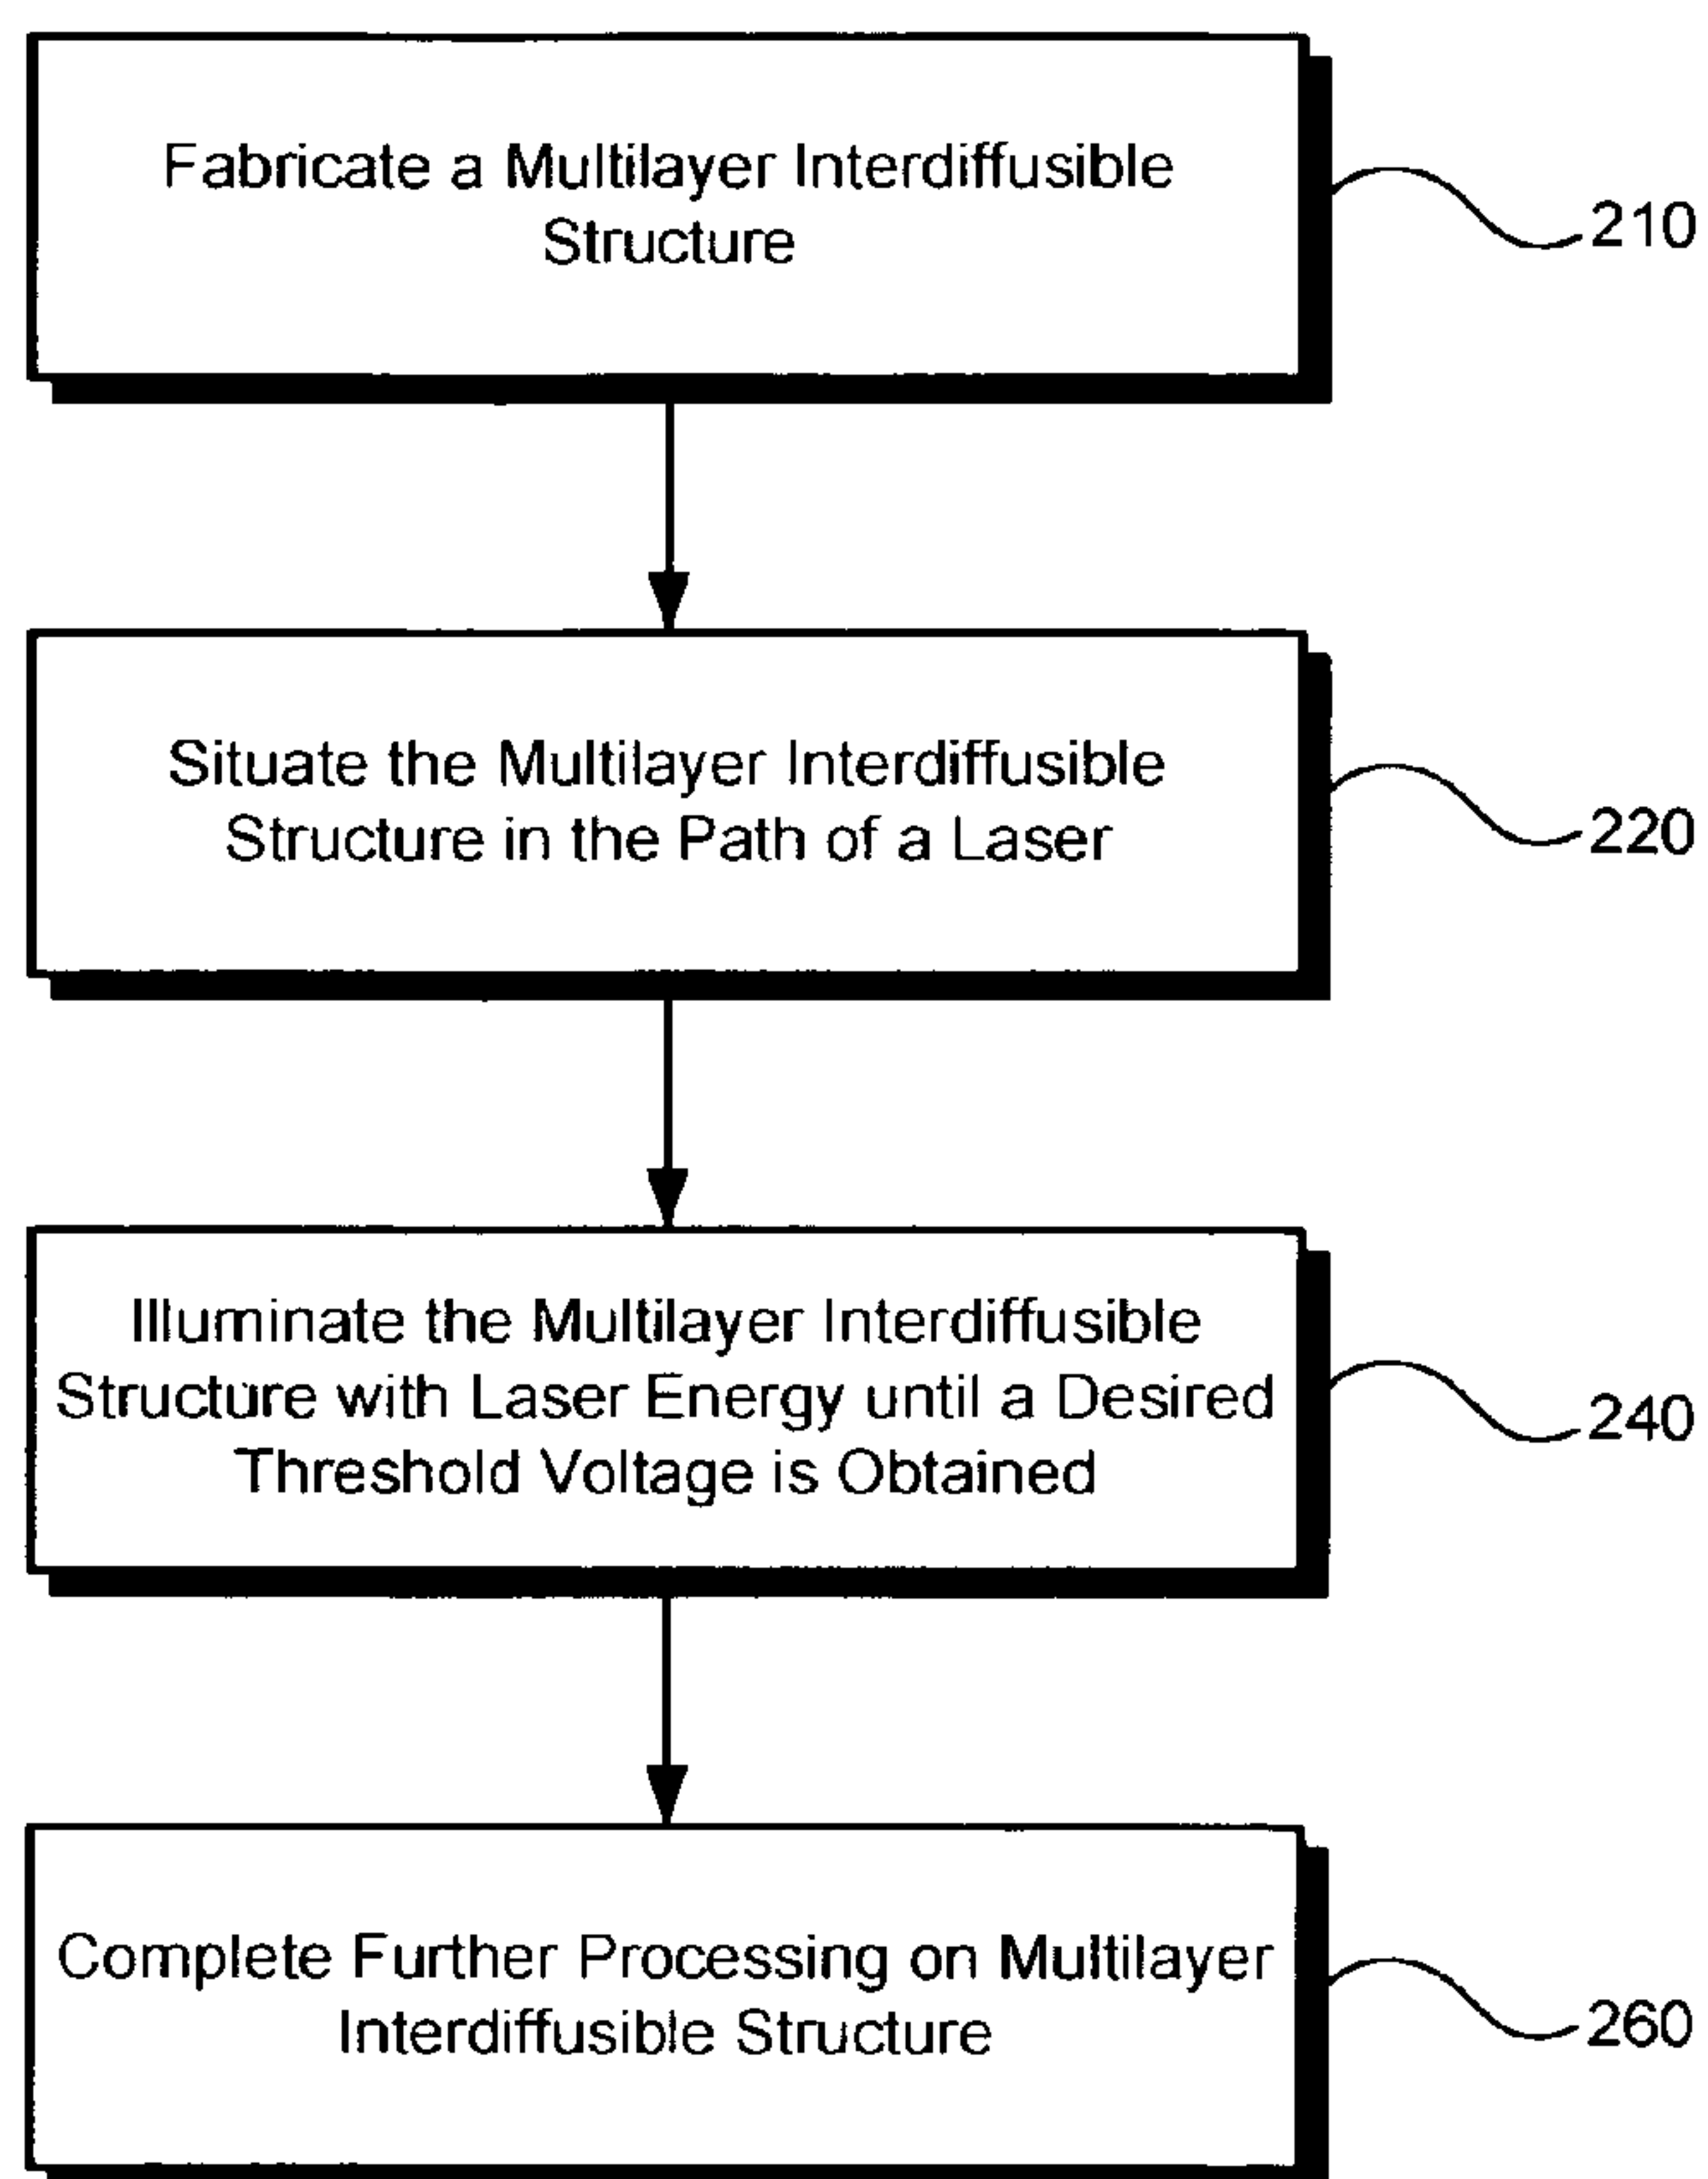 Fabricate a Multilayer Interdiffusible
Structure
210
Situate the Multilayer Interdiffusible
Structure in the Path of a Laser
220
Illuminate the Multilayer Interdiffusible
Structure with Laser Energy until a Desired
Threshold Voltage is Obtained
240
Complete Further Processing on Multilayer
Interdiffusible Structure
260